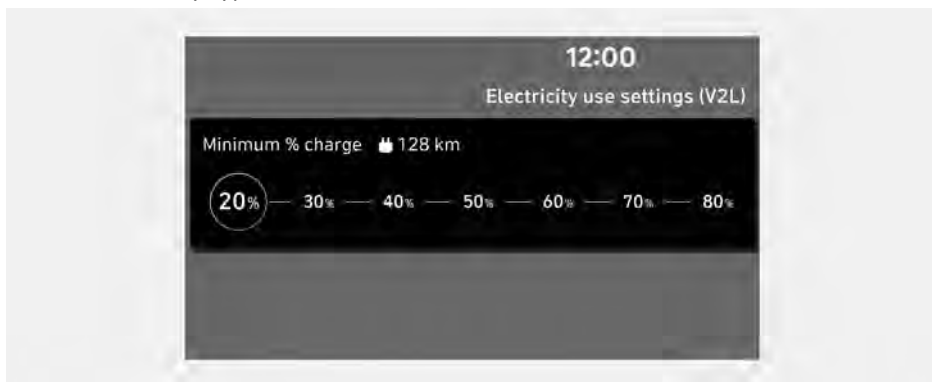 12:00
Electricity use settings (V2L)
Minimum % charge 128 km
20% 30% 40% 50% 60% 70% 80%